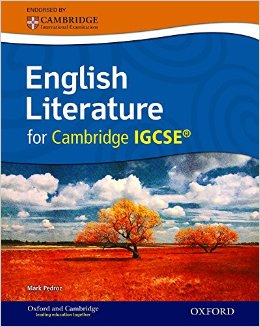 ENDORSED BY
CAMBRIDGE
International Examinations
English
Literature
for Cambridge IGCSE®
Mark Pedroz
Oxford and Cambridge
leading education together
OXFORD